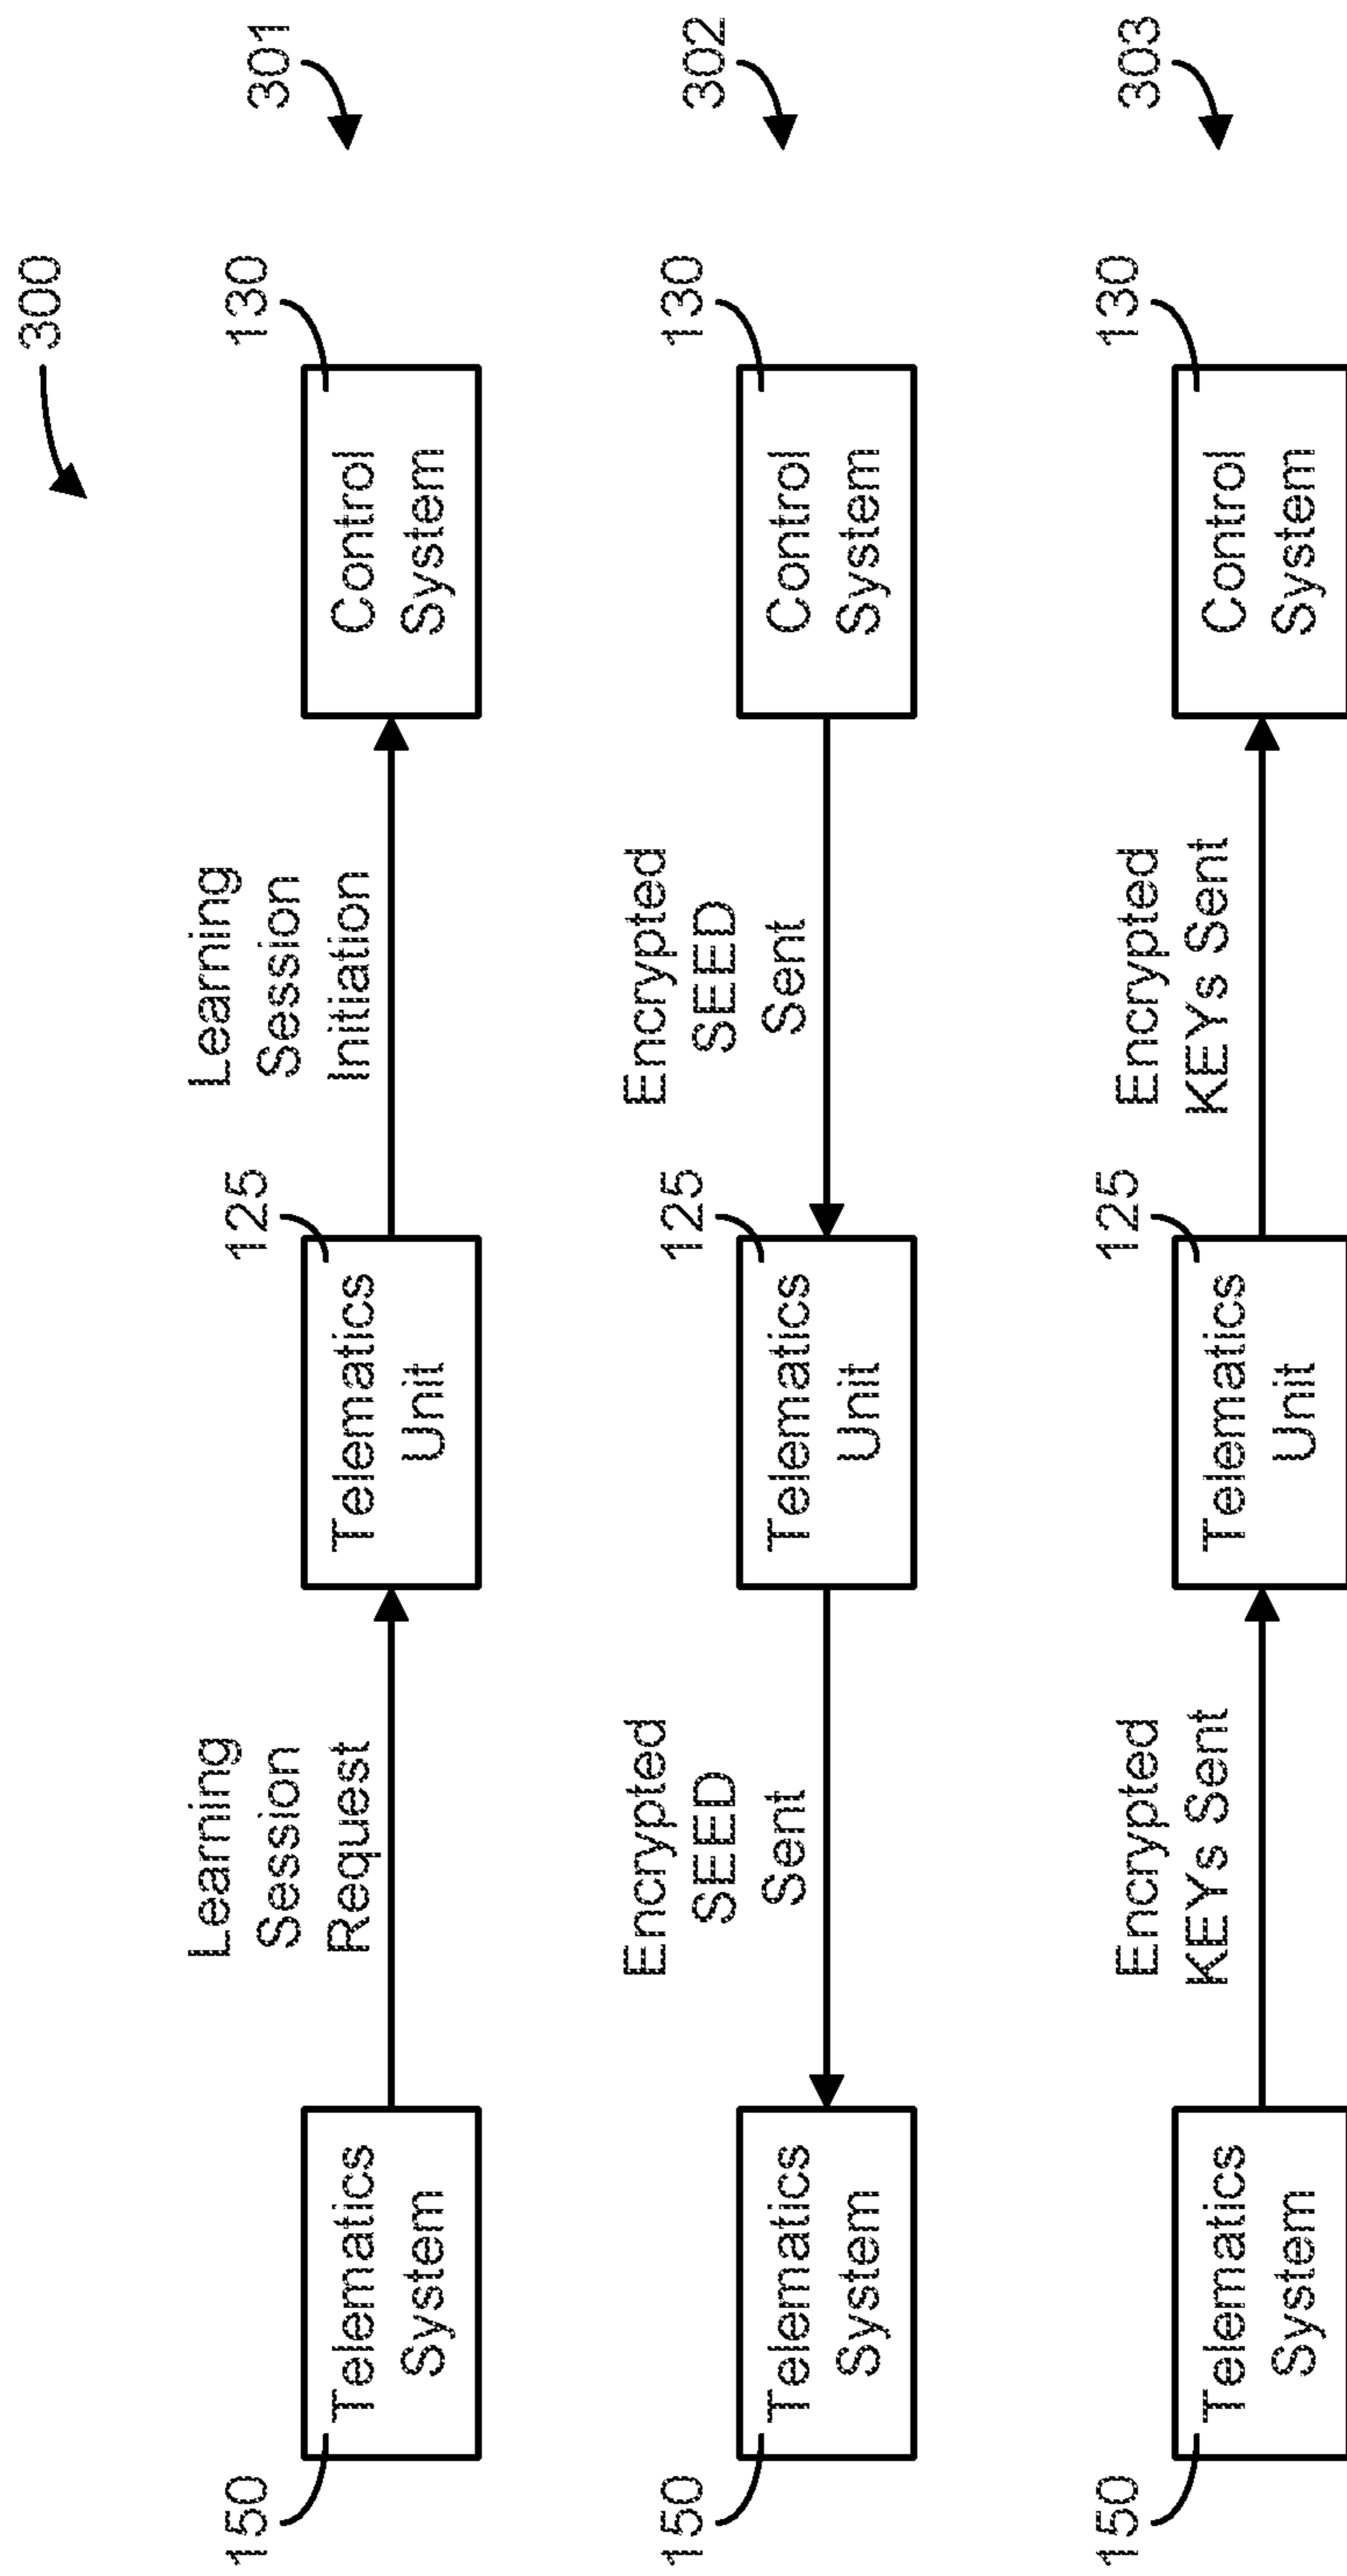 300
301
150
Telematics
System
Learning
Session
Request
125
Telematics
Unit
Learning
Session
Initiation
130
Control
System
302
150
Telematics
System
Encrypted
SEED
Sent
125
Telematics
Unit
Encrypted
SEED
Sent
130
Control
System
303
150
Telematics
System
Encrypted
KEYs Sent
125
Telematics
Unit
Encrypted
KEYs Sent
130
Control
System